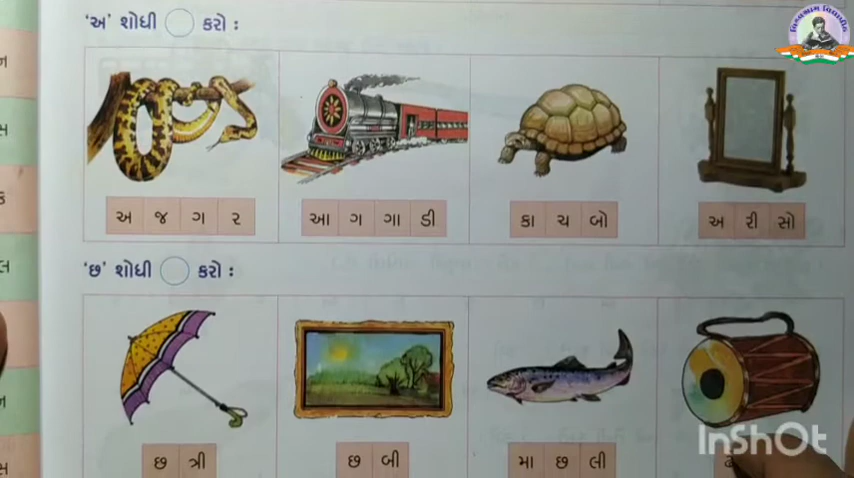 'અ' શોધી ◯ કરો :
અ જ ગ ર
આ ગ ગા ડી
કા ચ બો
અ રી સો
'છ' શોધી ◯ કરો :
છ ત્રી
છ બી
મા છ લી
InShOt